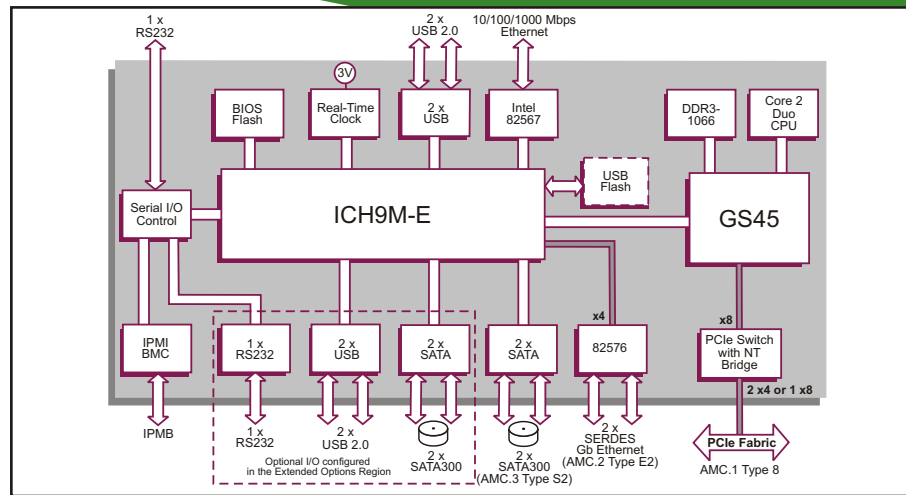 1 x
RS232
2 x
USB 2.0
10/100/1000 Mbps
Ethernet
3V
BIOS
Flash
Real-Time
Clock
2 x
USB
Intel
82567
DDR3-
1066
Core 2
Duo
CPU
USB
Flash
Serial I/O
Control
ICH9M-E
GS45
x4
x8
IPMI
BMC
1 x
RS232
2 x
USB
2 x
SATA
2 x
SATA
82576
PCIe Switch
with NT
Bridge
2 x4 or 1 x8
IPMB
1 x
RS232
2 x
USB 2.0
2 x
SATA300
2 x
SATA300
(AMC.3 Type S2)
2 x
SERDES
Gb Ethernet
(AMC.2 Type E2)
PCIe Fabric
AMC.1 Type 8
Optional I/O configured
in the Extended Options Region